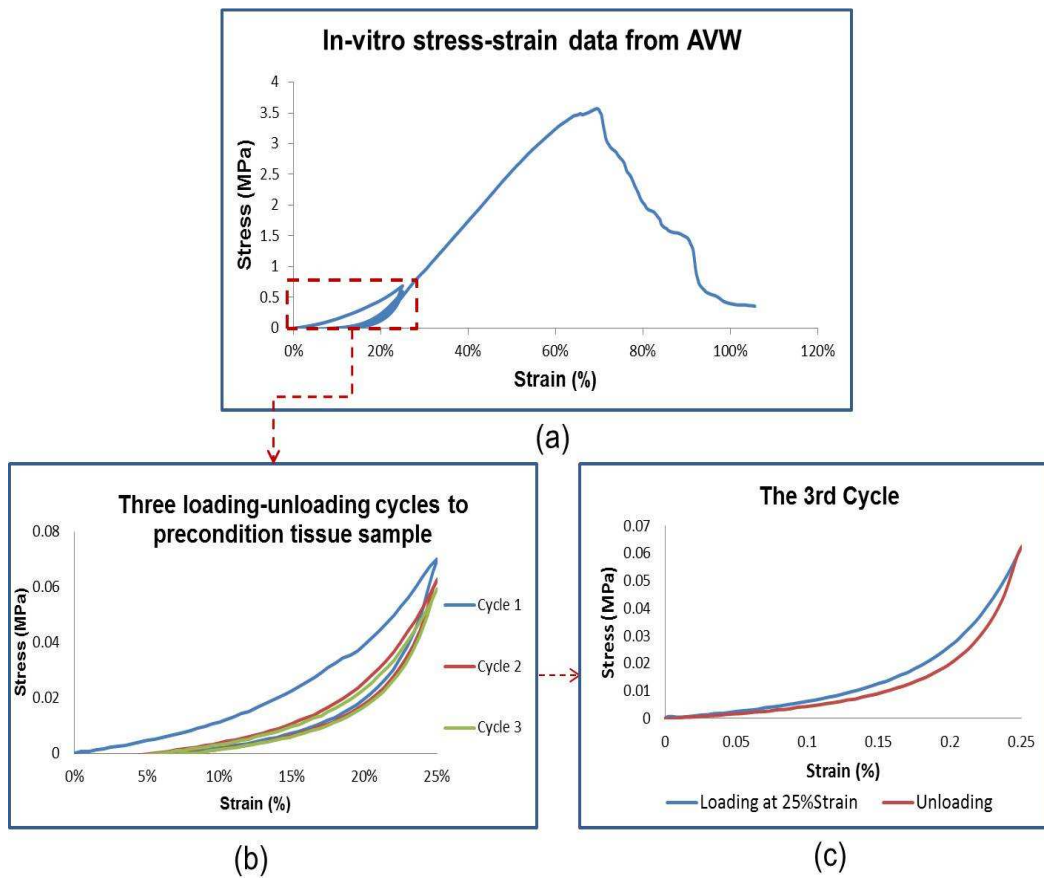 In-vitro stress-strain data from AVW
Stress (MPa)
4
3.5
3
2.5
2
1.5
1
0.5
0
0%
20%
40%
60%
80%
100%
120%
Strain (%)
(a)
Three loading-unloading cycles to
precondition tissue sample
Stress (MPa)
0.08
0.06
0.04
0.02
0
0%
5%
10%
15%
20%
25%
Strain (%)
Cycle 1
Cycle 2
Cycle 3
(b)
The 3rd Cycle
Stress (MPa)
0.07
0.06
0.05
0.04
0.03
0.02
0.01
0
0
0.05
0.1
0.15
0.2
0.25
Strain (%)
Loading at 25%Strain
Unloading
(c)